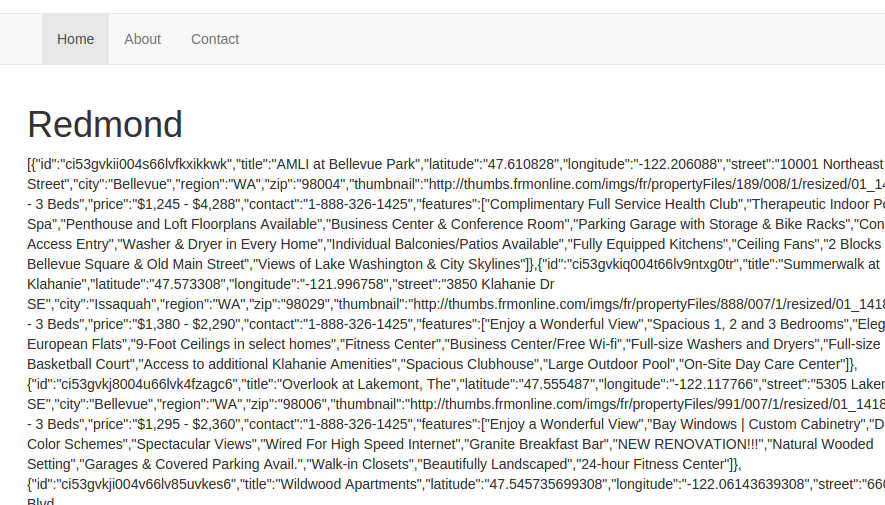 Home About Contact
Redmond
[{"id":"ci53gvkii004s66lvfkxikkwk","title":"AMLI at Bellevue Park","latitude":"47.610828","longitude":"-122.206088","street":"10001 Northeast
Street","city":"Bellevue","region":"WA","zip":"98004","thumbnail":"http://thumbs.frmonline.com/imgs/fr/propertyFiles/189/008/1/resized/01_14
- 3 Beds","price":"$1,245 - $4,288","contact":"1-888-326-1425","features":["Complimentary Full Service Health Club","Therapeutic Indoor
Spa","Penthouse and Loft Floorplans Available","Business Center & Conference Room","Parking Garage with Storage & Bike Racks","Con
Access Entry","Washer & Dryer in Every Home","Individual Balconies/Patios Available","Fully Equipped Kitchens","Ceiling Fans","2 Blocks
Bellevue Square & Old Main Street","Views of Lake Washington & City Skylines"]},{"id":"ci53gvkiq004t66lv9ntxg0tr","title":"Summerwalk at
Klahanie","latitude":"47.573308","longitude":"-121.996758","street":"3850 Klahanie Dr
SE","city":"Issaquah","region":"WA","zip":"98029","thumbnail":"http://thumbs.frmonline.com/imgs/fr/propertyFiles/888/007/1/resized/01_1418
- 3 Beds","price":"$1,380 - $2,290","contact":"1-888-326-1425","features":["Enjoy a Wonderful View","Spacious 1, 2 and 3 Bedrooms","Eleg
European Flats","9-Foot Ceilings in select homes","Fitness Center","Business Center/Free Wi-fi","Full-size Washers and Dryers","Full-size
Basketball Court","Access to additional Klahanie Amenities","Spacious Clubhouse","Large Outdoor Pool","On-Site Day Care Center"]},
{"id":"ci53gvkj8004u66lvk4fzagc6","title":"Overlook at Lakemont, The","latitude":"47.555487","longitude":"-122.117766","street":"5305 Laker
SE","city":"Bellevue","region":"WA","zip":"98006","thumbnail":"http://thumbs.frmonline.com/imgs/fr/propertyFiles/991/007/1/resized/01_1418
- 3 Beds","price":"$1,295 - $2,360","contact":"1-888-326-1425","features":["Enjoy a Wonderful View","Bay Windows | Custom Cabinetry","D
Color Schemes","Spectacular Views","Wired For High Speed Internet","Granite Breakfast Bar","NEW RENOVATION!!!","Natural Wooded
Setting","Garages & Covered Parking Avail.","Walk-in Closets","Beautifully Landscaped","24-hour Fitness Center"]},
{"id":"ci53gvkji004v66lv85uvkes6","title":"Wildwood Apartments","latitude":"47.545735699308","longitude":"-122.06143639308","street":"660
Blvd